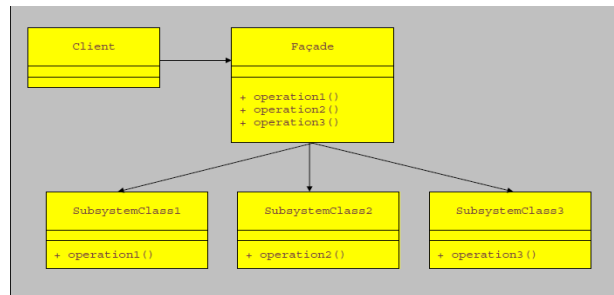 Client
Façade
+ operation1()
+ operation2()
+ operation3()
SubsystemClass1
SubsystemClass2
SubsystemClass3
+ operation1()
+ operation2()
+ operation3()